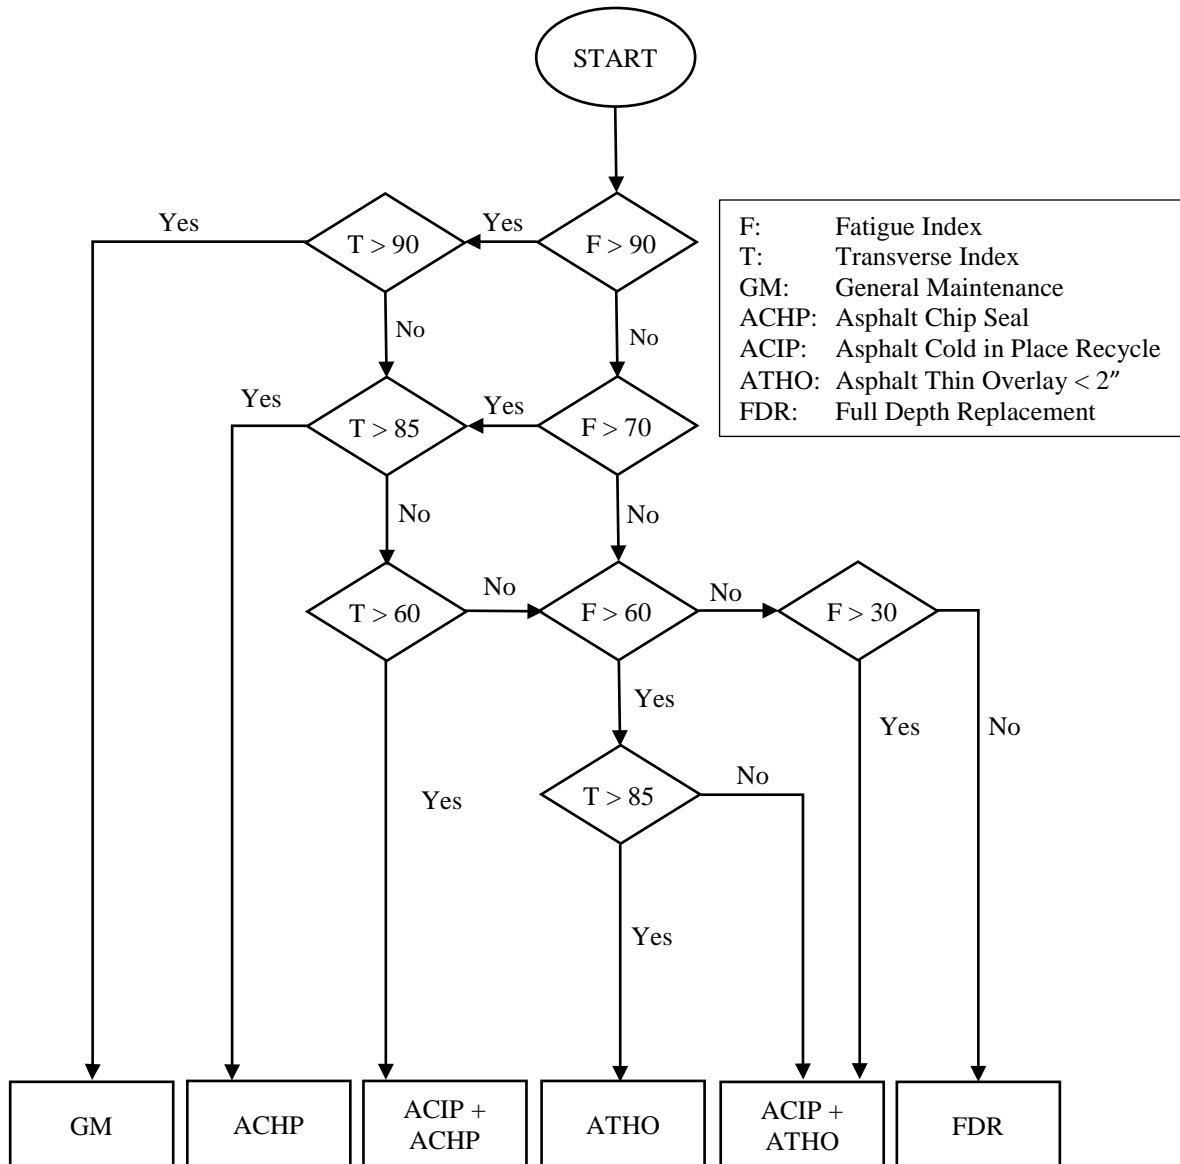 START
Yes
T > 90
Yes
F > 90
No
No
F: Fatigue Index
T: Transverse Index
GM: General Maintenance
ACHP: Asphalt Chip Seal
ACIP: Asphalt Cold in Place Recycle
ATHO: Asphalt Thin Overlay < 2″
FDR: Full Depth Replacement
Yes
T > 85
Yes
F > 70
No
No
T > 60
No
F > 60
No
F > 30
Yes
Yes
No
Yes
T > 85
No
Yes
GM
ACHP
ACIP +
ACHP
ATHO
ACIP +
ATHO
FDR